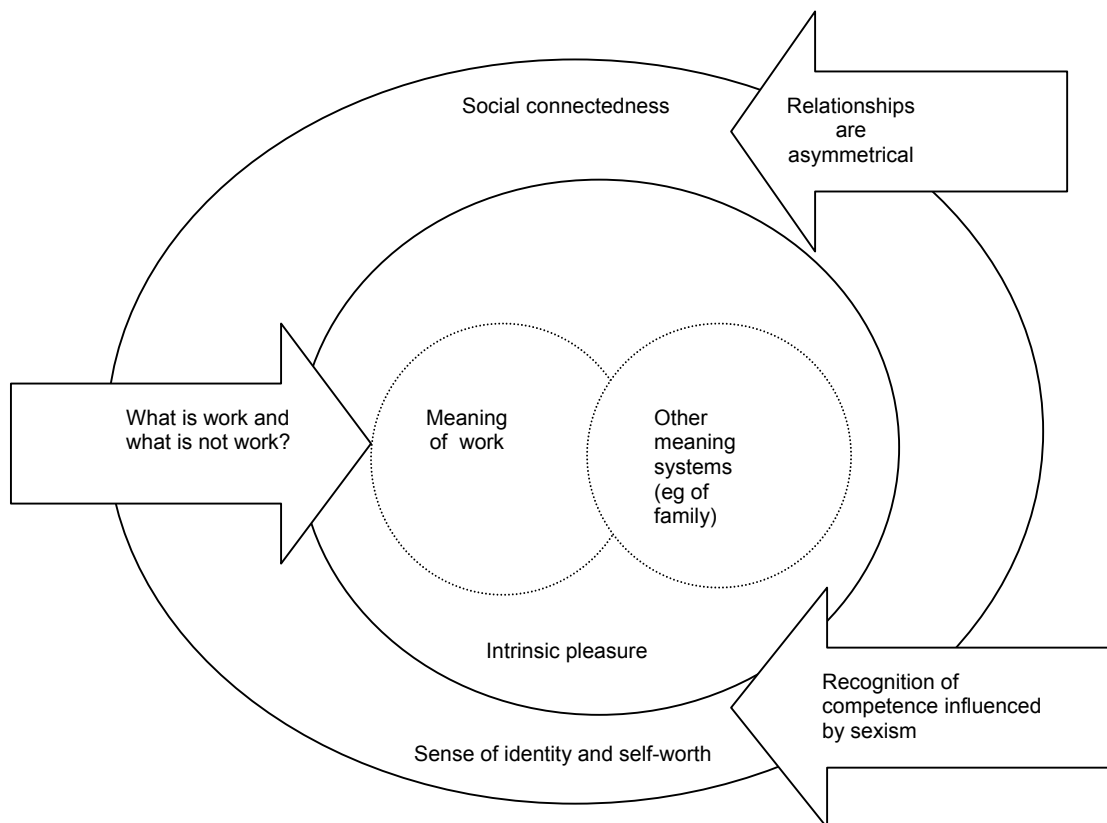 Social connectedness
Relationships
are
asymmetrical
What is work and
what is not work?
Meaning
of work
Other
meaning
systems
(eg of
family)
Intrinsic pleasure
Recognition of
competence influenced
by sexism
Sense of identity and self-worth